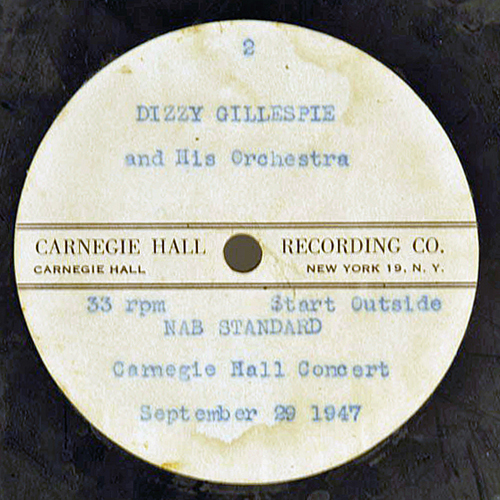 2
DIZZY GILLESPIE
and His Orchestra
CARNEGIE HALL RECORDING CO.
CARNEGIE HALL NEW YORK 19, N. Y.
33 rpm Start Outside
NAB STANDARD
Carnegie Hall Concert
September 29 1947